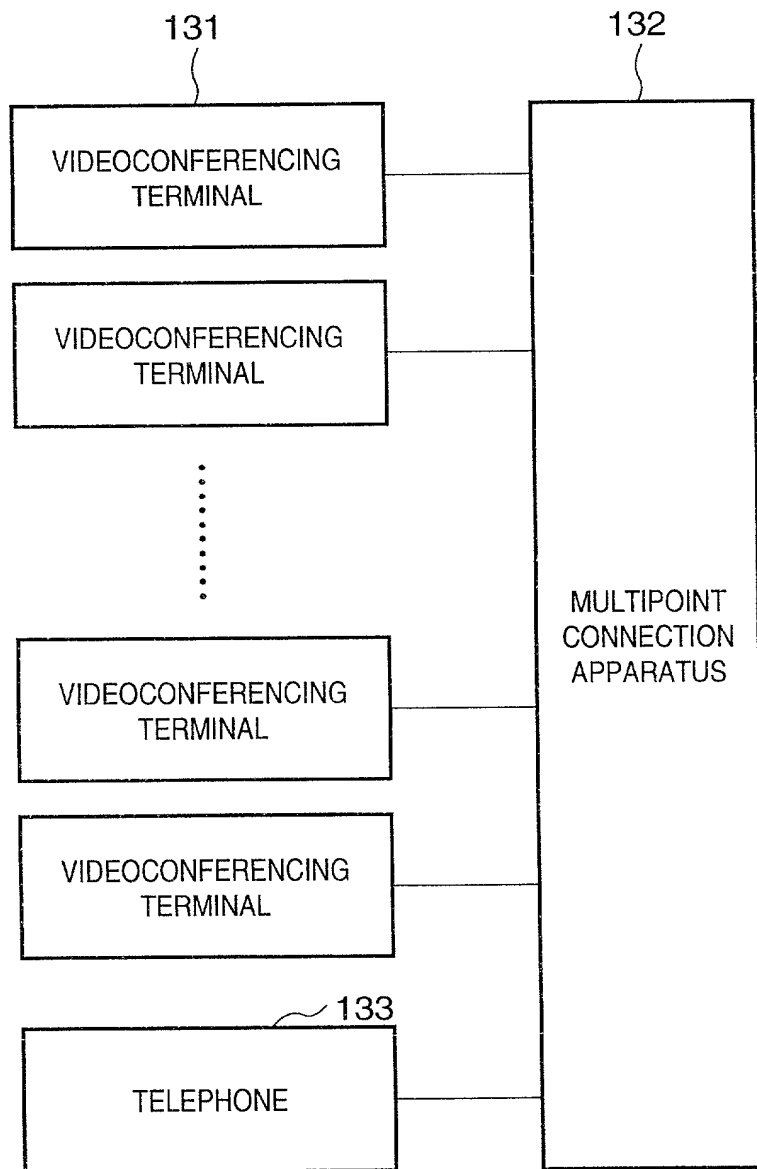 131
132
VIDEOCONFERENCING
TERMINAL
VIDEOCONFERENCING
TERMINAL
MULTIPOINT
CONNECTION
APPARATUS
VIDEOCONFERENCING
TERMINAL
VIDEOCONFERENCING
TERMINAL
133
TELEPHONE